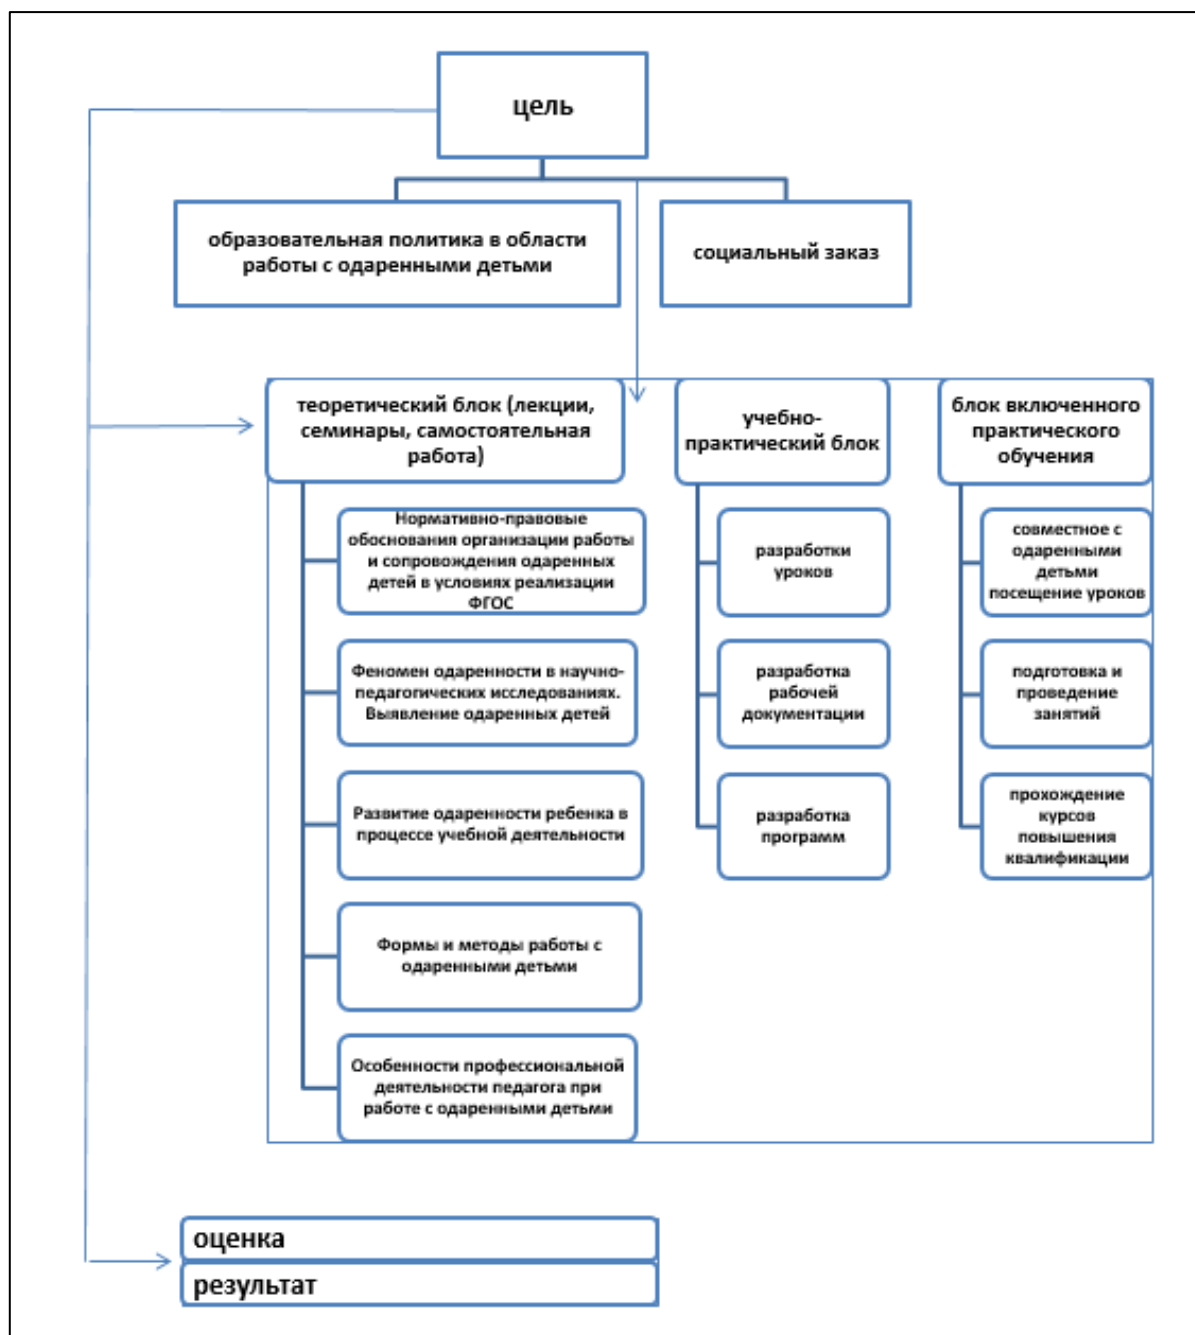 цель
образовательная политика в области
работы с одаренными детьми
социальный заказ
теоретический блок (лекции,
семинары, самостоятельная
работа)
Нормативно-правовые
обоснования организации работы
и сопровождения одаренных
детей в условиях реализации
ФГОС
Феномен одаренности в научно-
педагогических исследованиях.
Выявление одаренных детей
Развитие одаренности ребенка в
процессе учебной деятельности
Формы и методы работы с
одаренными детьми
Особенности профессиональной
деятельности педагога при
работе с одаренными детьми
учебно-
практический блок
разработки
уроков
разработка
рабочей
документации
разработка
программ
блок включенного
практического
обучения
совместное с
одаренными
детьми
посещение уроков
подготовка и
проведение
занятий
прохождение
курсов
повышения
квалификации
оценка
результат